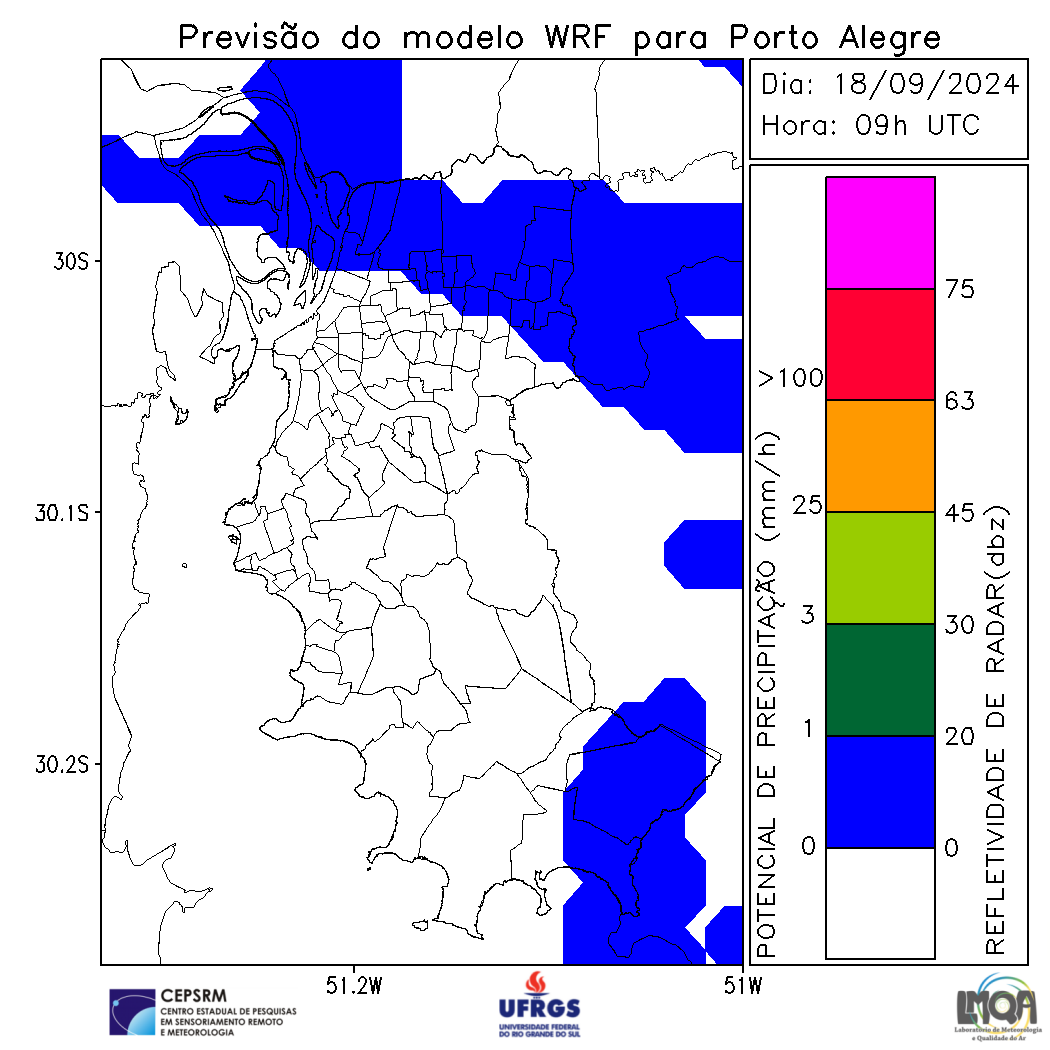 Previsão do modelo WRF para Porto Alegre
Dia: 18/09/2024
Hora: 09h UTC
30S
30.1S
30.2S
51.2W
51W
POTENCIAL DE PRECIPITAÇÃO (mm/h)
>100
25
3
1
0
75
63
45
30
20
0
REFLETIVIDADE DE RADAR(dbz)
CEPSRM
CENTRO ESTADUAL DE PESQUISAS
EM SENSORIAMENTO REMOTO
E METEOROLOGIA
UFRGS
UNIVERSIDADE FEDERAL
DO RIO GRANDE DO SUL
LMQA
Laboratório de Meteorologia
e Qualidade do Ar